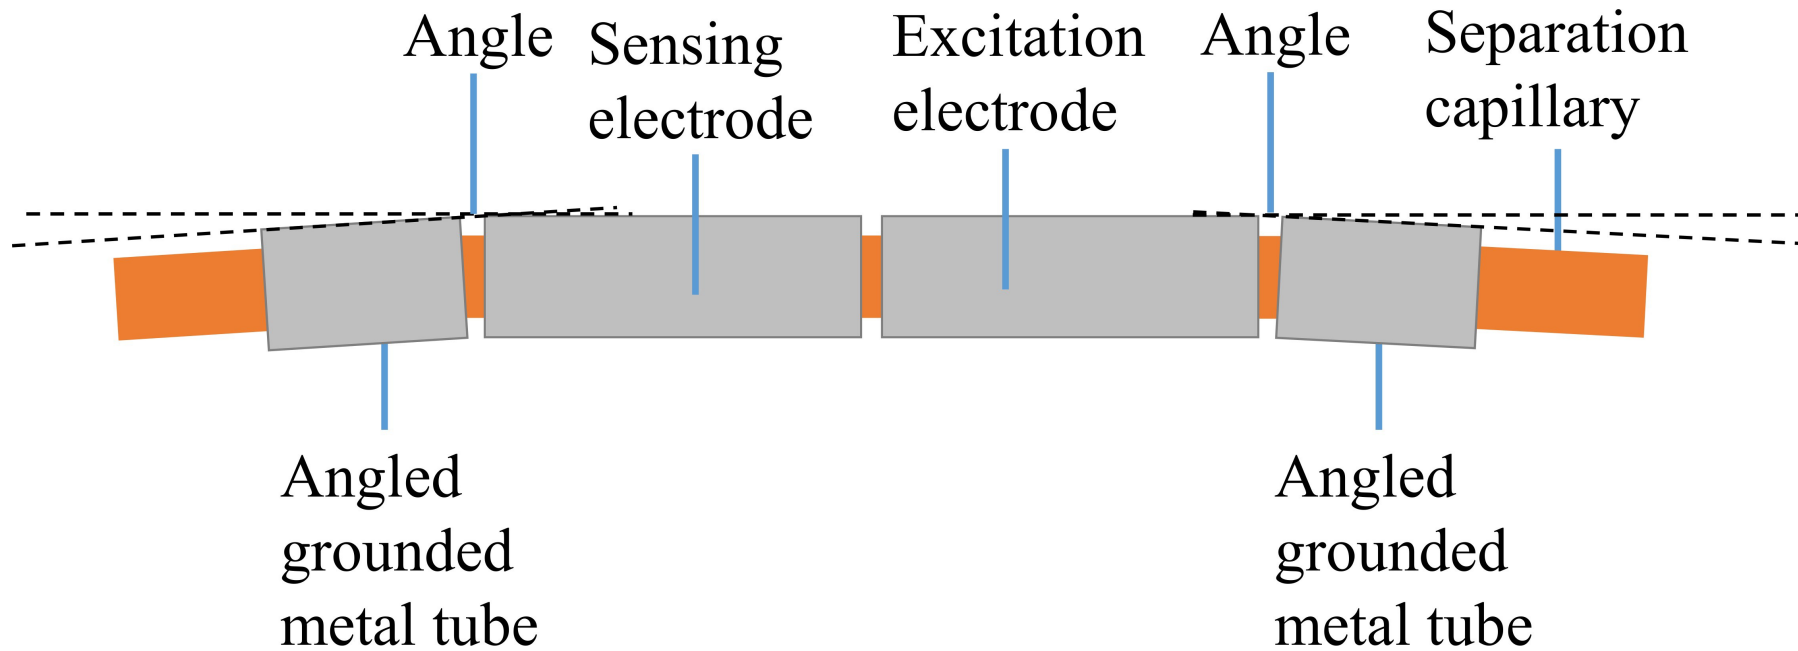 Angle
Sensing
electrode
Excitation
electrode
Angle
Separation
capillary
Angled
grounded
metal tube
Angled
grounded
metal tube